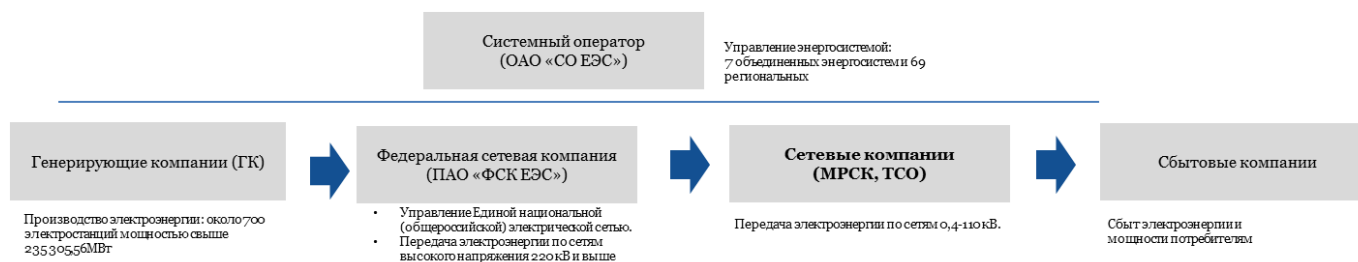 Системный оператор
(ОАО «СО ЕЭС»)
Управление энергосистемой:
7 объединенных энергосистем и 69
региональных
Генерирующие компании (ГК)
Федеральная сетевая компания
(ПАО «ФСК ЕЭС»)
Сетевые компании
(МРСК, ТСО)
Сбытовые компании
Производство электроэнергии: около 700
электростанций мощностью свыше
235305,56МВт
• Управление Единой национальной
(общероссийской) электрической сетью.
• Передача электроэнергии по сетям
высокого напряжения 220 кВ и выше
Передача электроэнергии по сетям 0,4-110 кВ.
Сбыт электроэнергии и
мощности потребителям